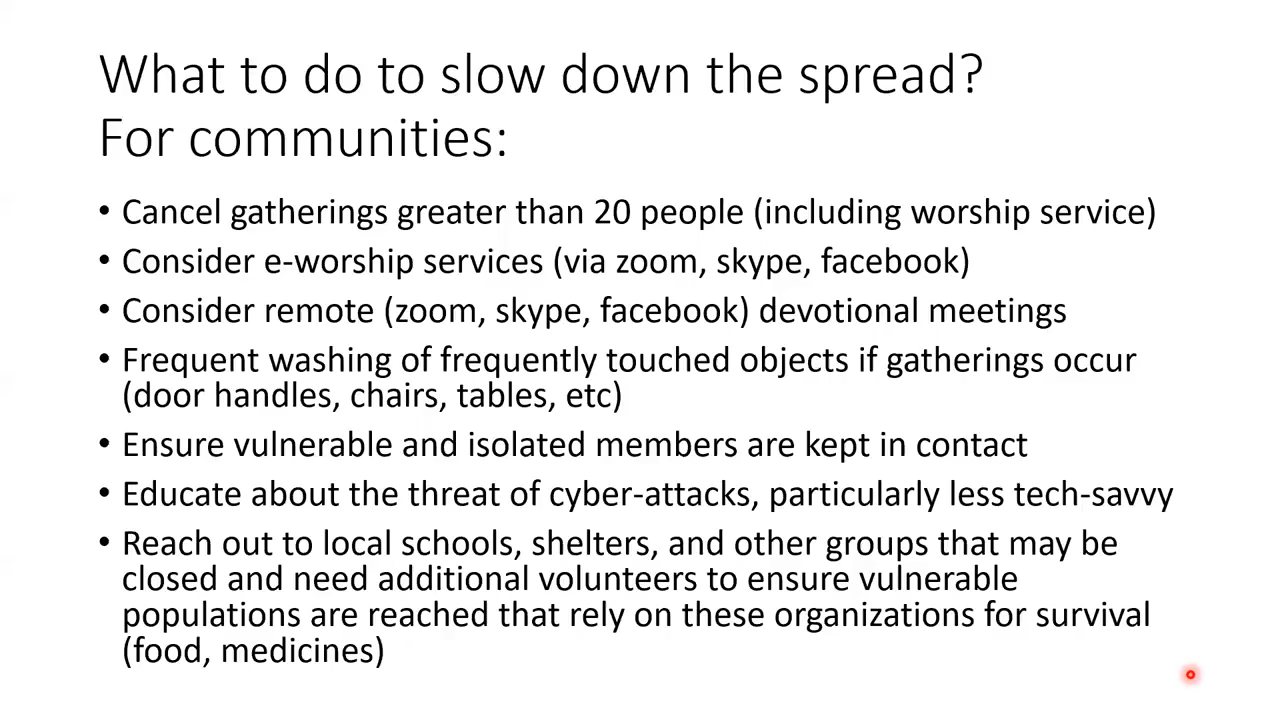 What to do to slow down the spread?
For communities:
• Cancel gatherings greater than 20 people (including worship service)
• Consider e-worship services (via zoom, skype, facebook)
• Consider remote (zoom, skype, facebook) devotional meetings
• Frequent washing of frequently touched objects if gatherings occur
(door handles, chairs, tables, etc)
• Ensure vulnerable and isolated members are kept in contact
• Educate about the threat of cyber-attacks, particularly less tech-savvy
• Reach out to local schools, shelters, and other groups that may be
closed and need additional volunteers to ensure vulnerable
populations are reached that rely on these organizations for survival
(food, medicines)